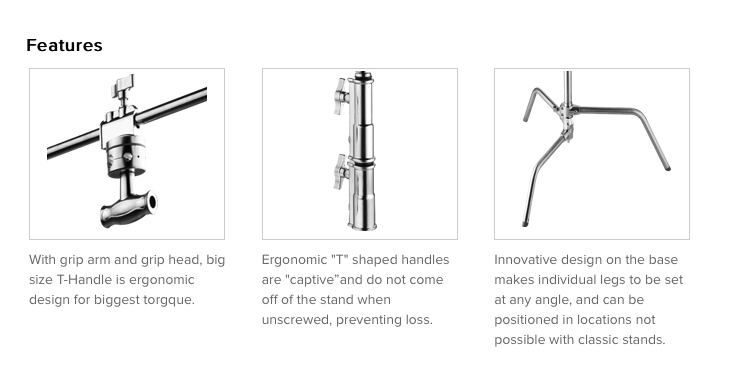 Features
With grip arm and grip head, big
size T-Handle is ergonomic
design for biggest torgque.
Ergonomic "T" shaped handles
are "captive”and do not come
off of the stand when
unscrewed, preventing loss.
Innovative design on the base
makes individual legs to be set
at any angle, and can be
positioned in locations not
possible with classic stands.